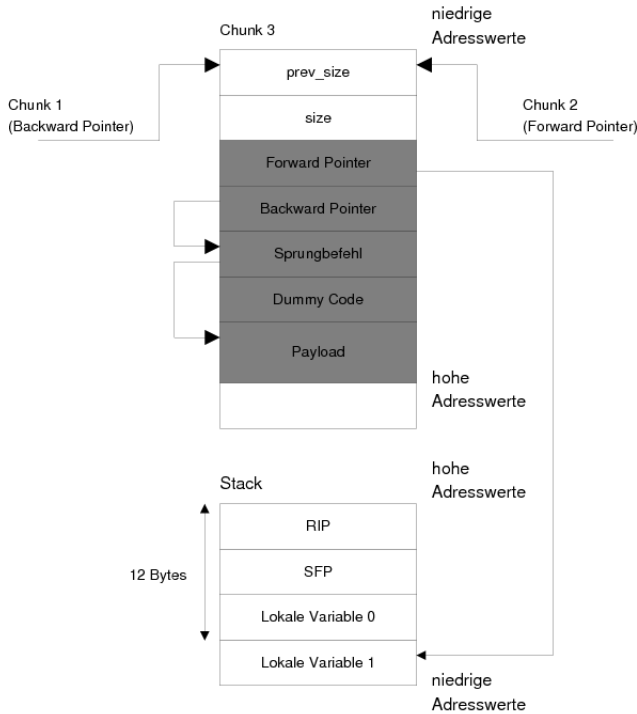 Chunk 3
niedrige
Adresswerte
prev_size
Chunk 1
(Backward Pointer)
Chunk 2
(Forward Pointer)
size
Forward Pointer
Backward Pointer
Sprungbefehl
Dummy Code
Payload
hohe
Adresswerte
hohe
Adresswerte
Stack
RIP
12 Bytes
SFP
Lokale Variable 0
Lokale Variable 1
niedrige
Adresswerte